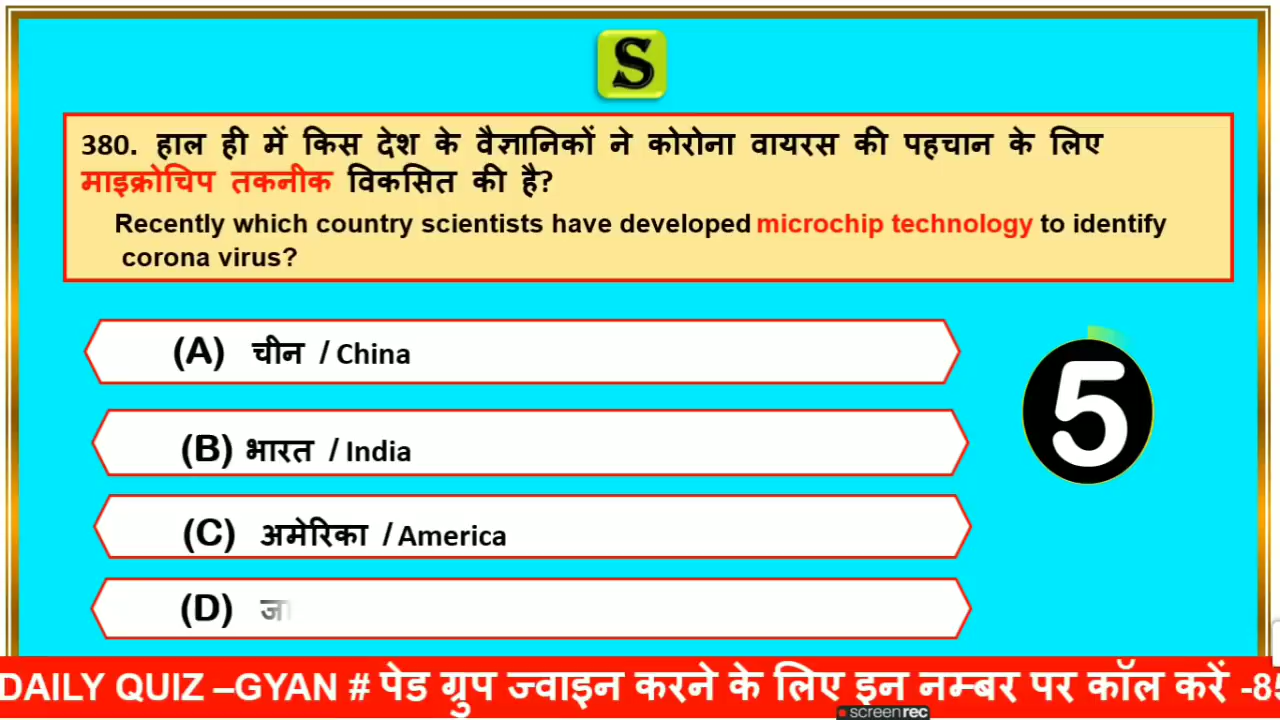 S
380. हाल ही में किस देश के वैज्ञानिकों ने कोरोना वायरस की पहचान के लिए
माइक्रोचिप तकनीक विकसित की है?
Recently which country scientists have developed microchip technology to identify
corona virus?
(A) चीन / China
5
(B) भारत / India
(C) अमेरिका / America
(D) जा
DAILY QUIZ –GYAN # पेड ग्रुप ज्वाइन करने के लिए इन नम्बर पर कॉल करें -85
screenrec